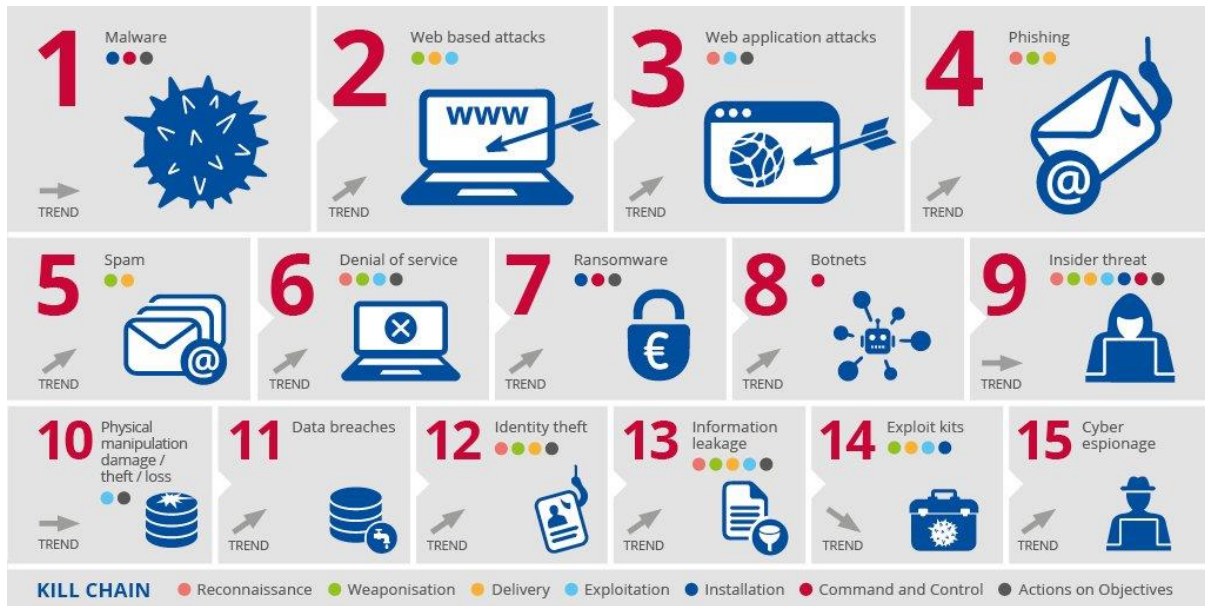 1
Malware
TREND
2
Web based attacks
WWW
TREND
3
Web application attacks
TREND
4
Phishing
@
TREND
5
Spam
@
TREND
6
Denial of service
TREND
7
Ransomware
€
TREND
8
Botnets
TREND
9
Insider threat
TREND
10
Physical
manipulation
damage /
theft / loss
TREND
11
Data breaches
TREND
12
Identity theft
TREND
13
Information
leakage
TREND
14
Exploit kits
TREND
15
Cyber
espionage
TREND
KILL CHAIN Reconnaissance Weaponisation Delivery Exploitation Installation Command and Control Actions on Objectives